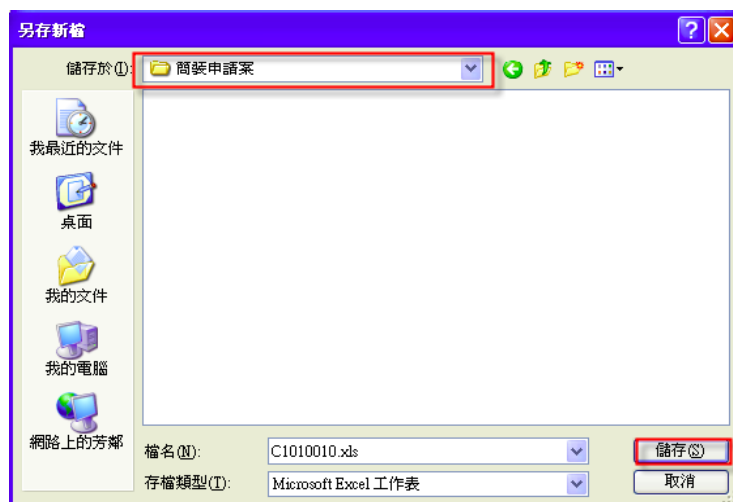 另存新檔
儲存於(I):
簡裝申請案
我最近的文件
桌面
我的文件
我的電腦
網路上的芳鄰
檔名(N):
C1010010.xls
儲存(S)
存檔類型(T):
Microsoft Excel 工作表
取消